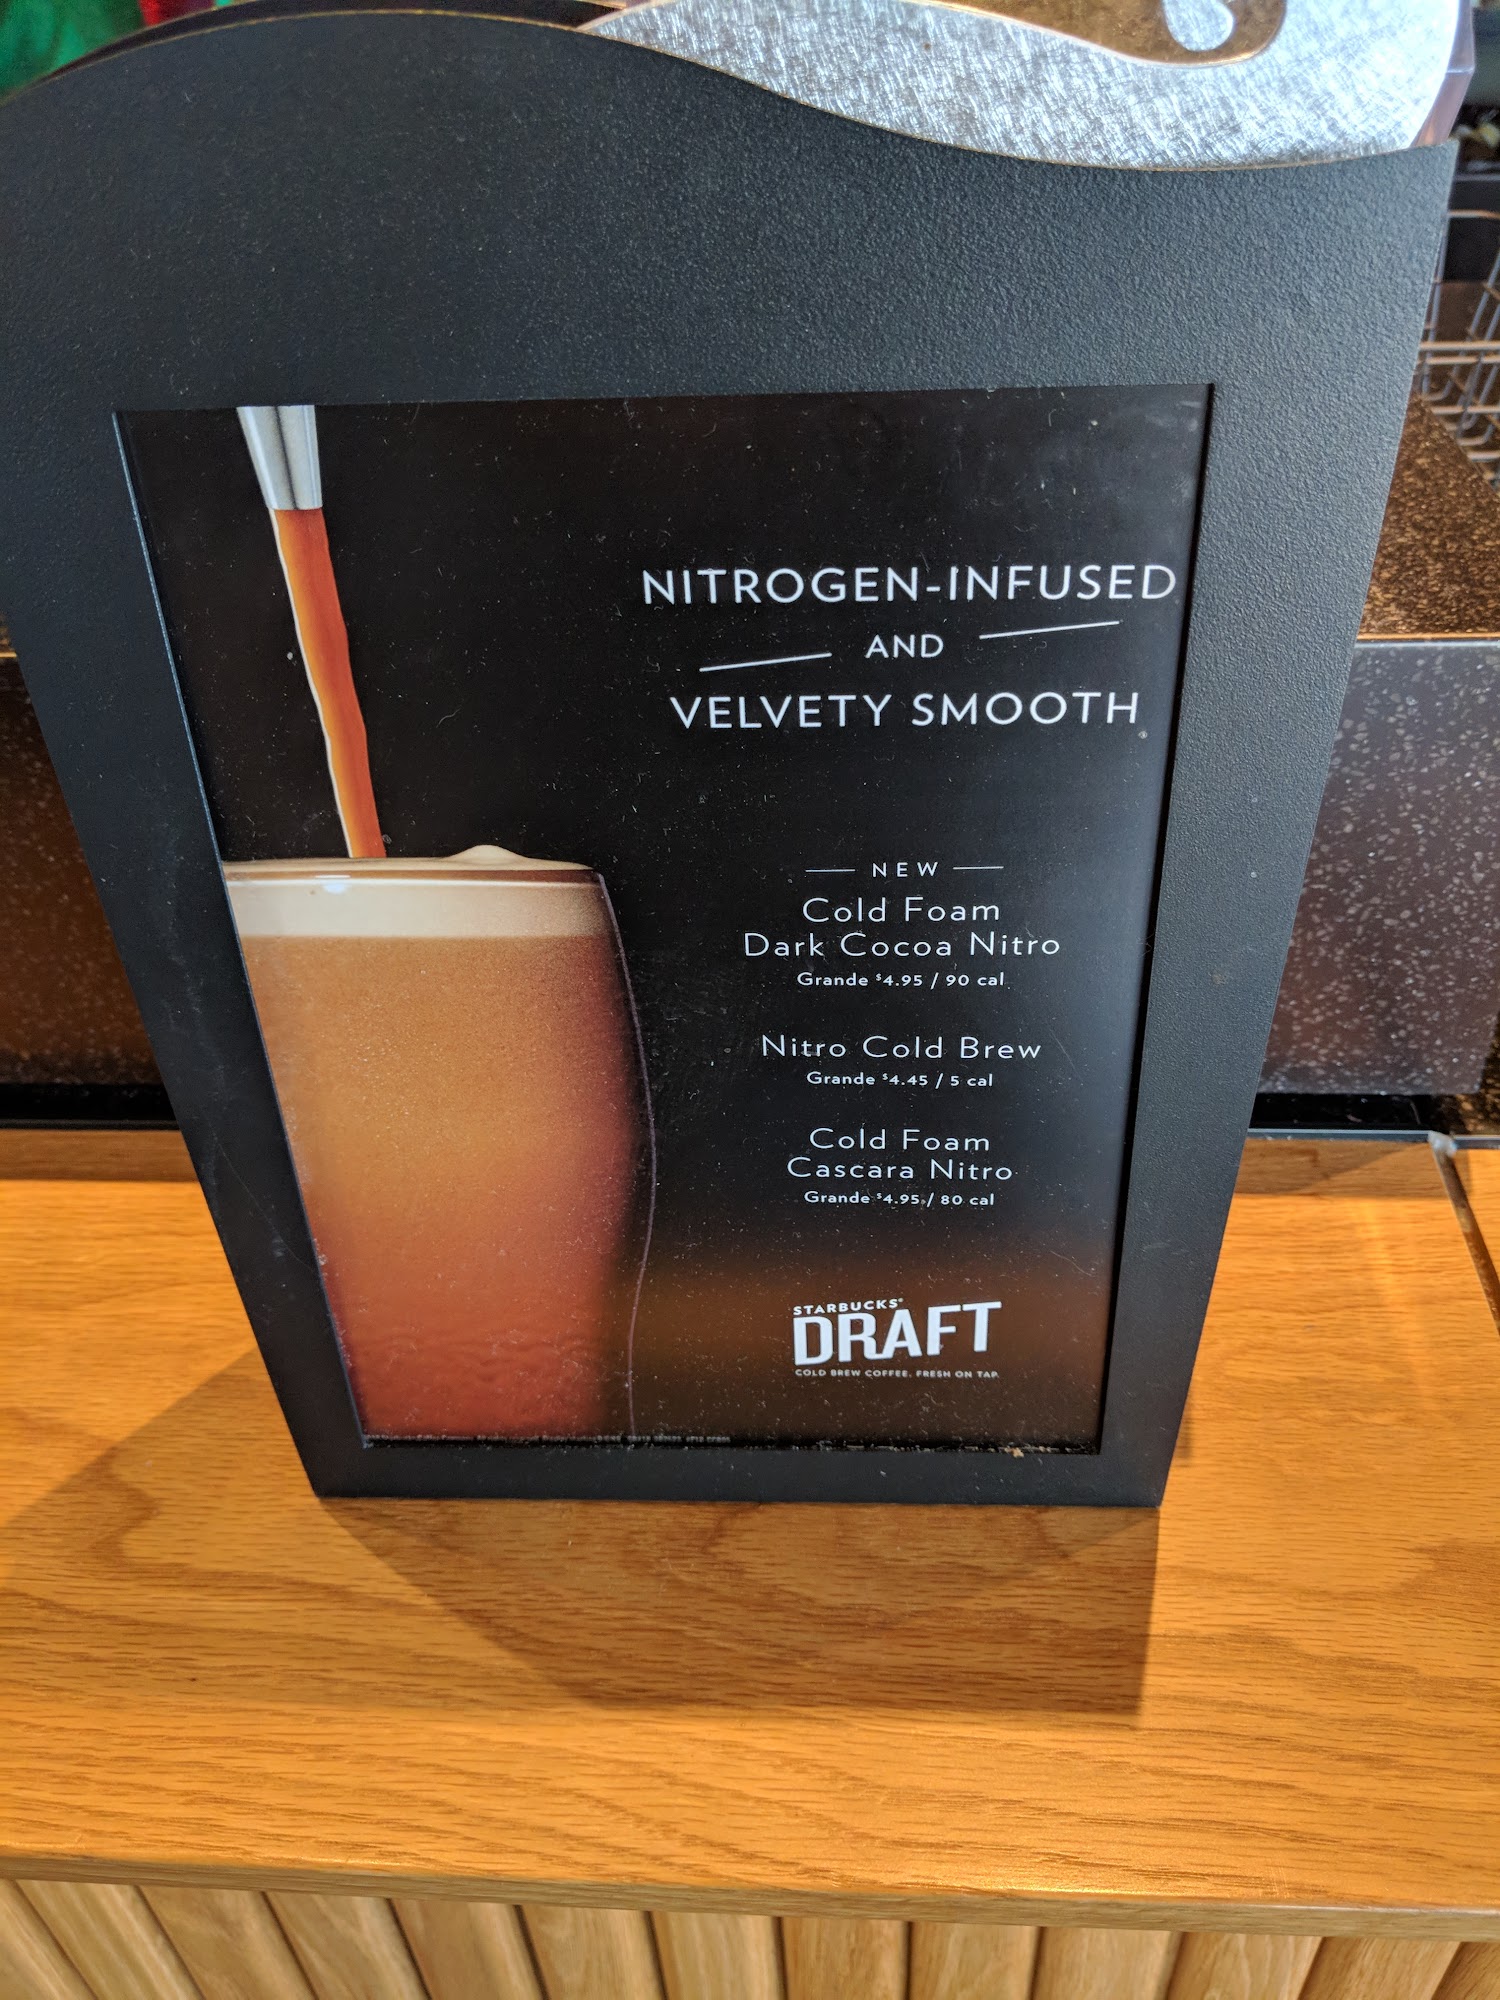 NITROGEN-INFUSED
AND
VELVETY SMOOTH
NEW
Cold Foam
Dark Cocoa Nitro
Grande $4.95 / 90 cal
Nitro Cold Brew
Grande $4.45 / 5 cal
Cold Foam
Cascara Nitro
Grande $4.95 / 80 cal
STARBUCKS®
DRAFT
COLD BREW COFFEE. FRESH ON TAP.